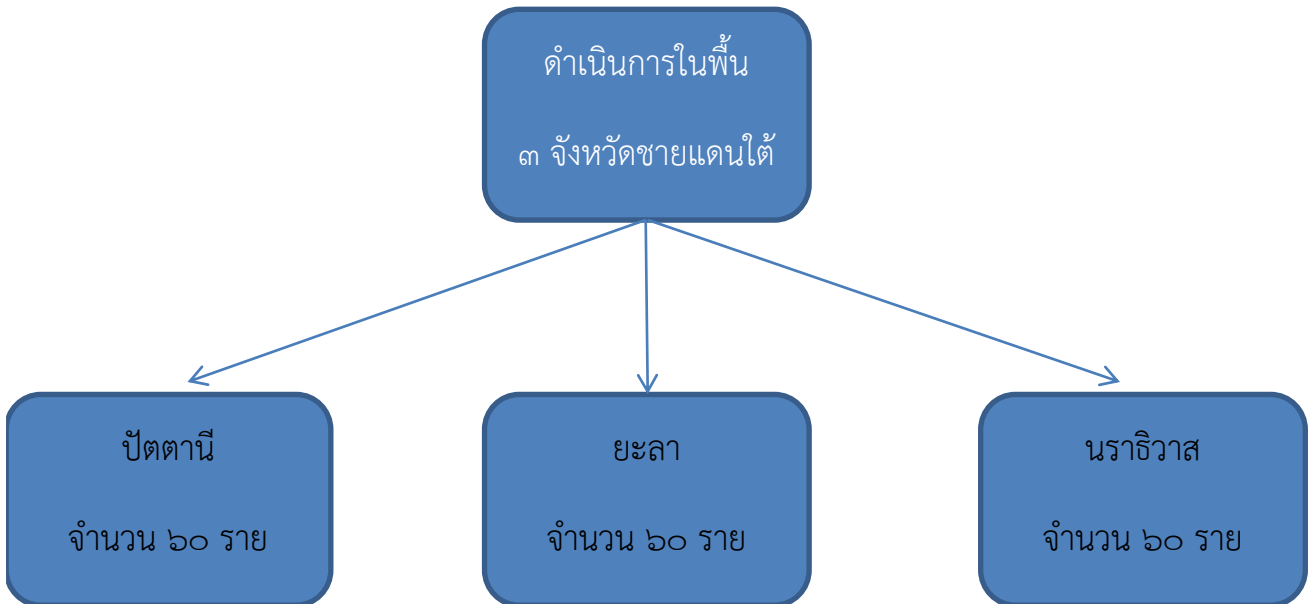 ดำเนินการในพื้น
๓ จังหวัดชายแดนใต้
ปัตตานี
จำนวน ๖๐ ราย
ยะลา
จำนวน ๖๐ ราย
นราธิวาส
จำนวน ๖๐ ราย